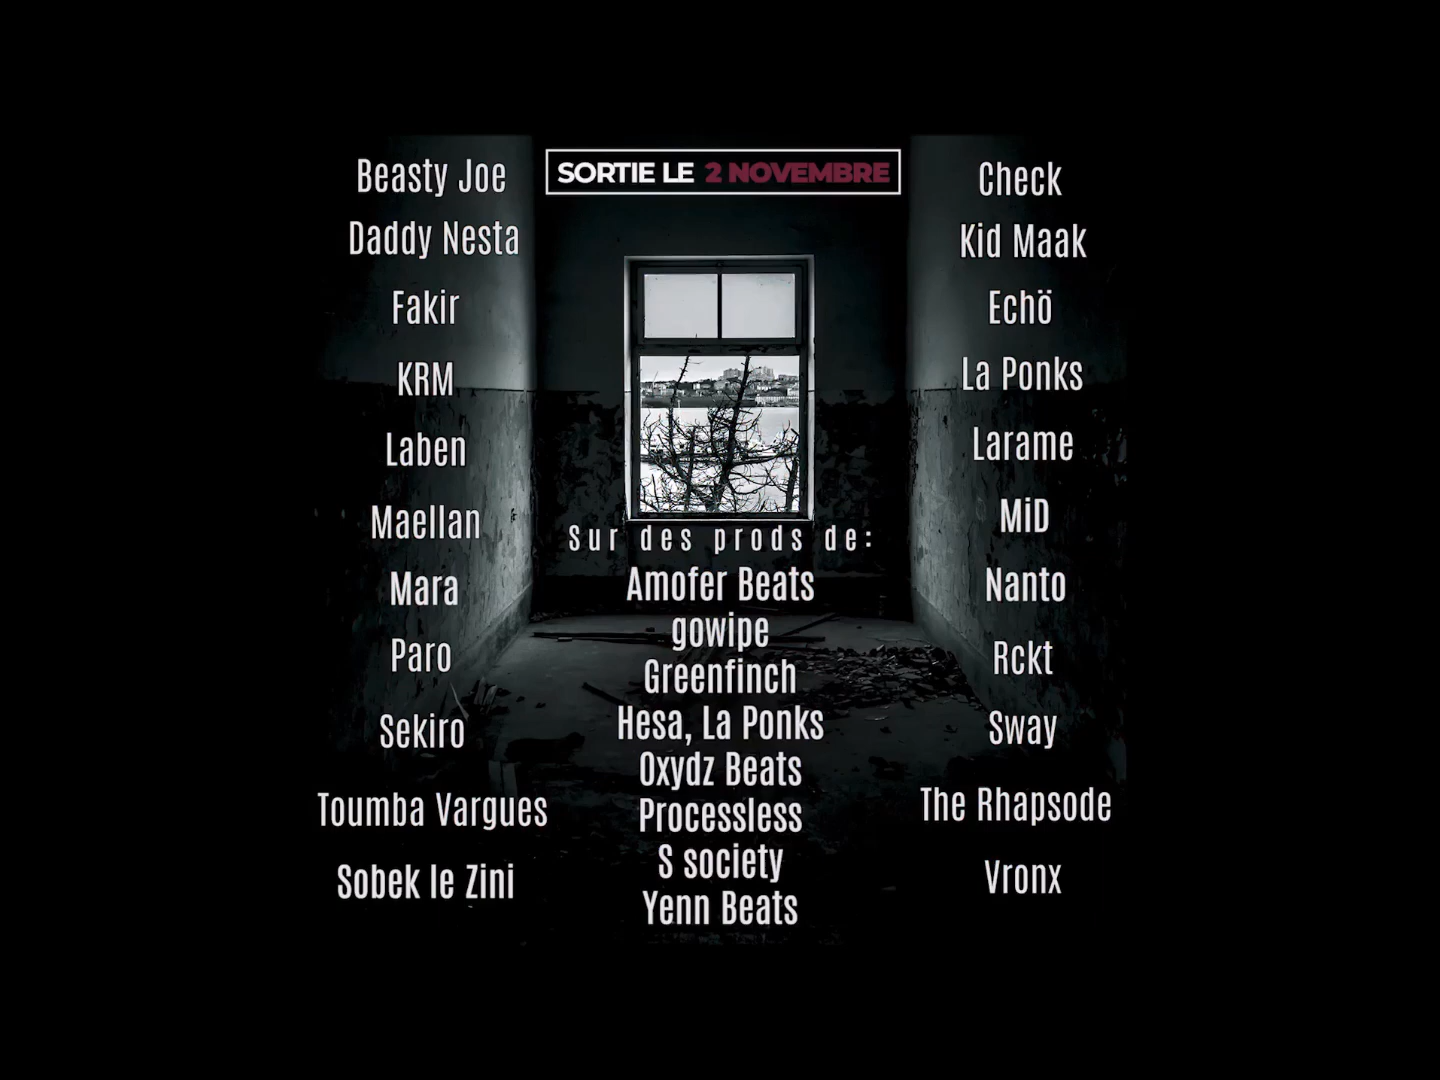 SORTIE LE 2 NOVEMBRE
Beasty Joe
Daddy Nesta
Fakir
KRM
Laben
Maellan
Mara
Paro
Sekiro
Toumba Vargues
Sobek le Zini
Sur des prods de:
Amofer Beats
gowipe
Greenfinch
Hesa, La Ponks
Oxydz Beats
Processless
S society
Yenn Beats
Check
Kid Maak
Echö
La Ponks
Larame
MiD
Nanto
Rckt
Sway
The Rhapsode
Vronx